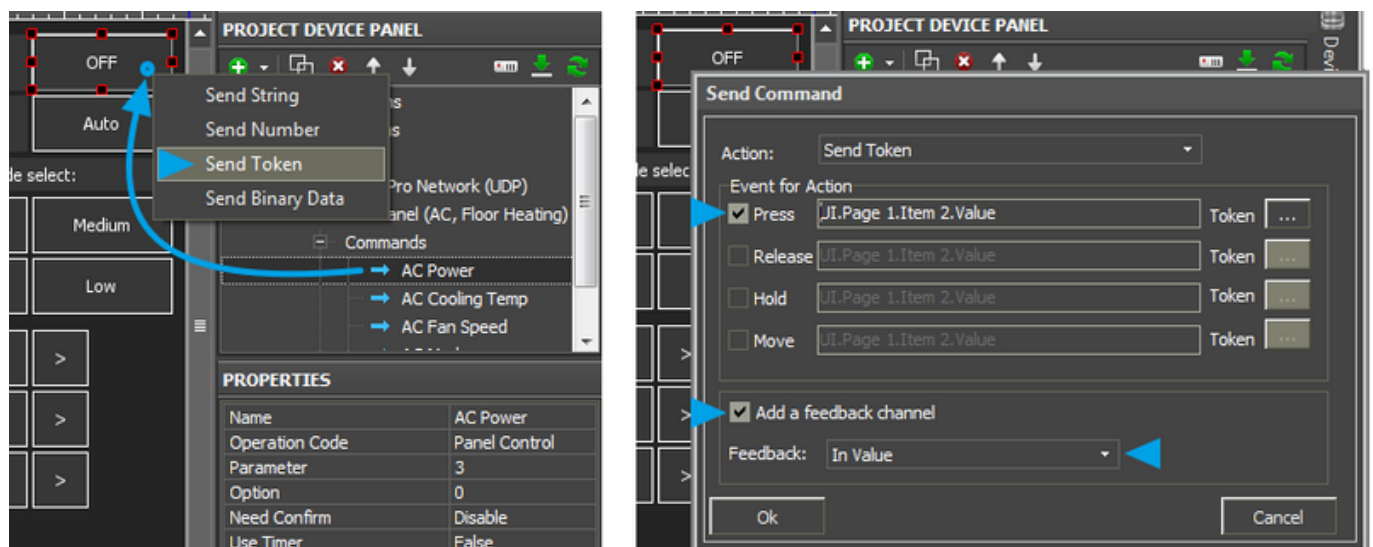 PROJECT DEVICE PANEL
OFF
Send String
Send Number
Send Token
Send Binary Data
Auto
de select:
Medium
Low
Pro Network (UDP)
anel (AC, Floor Heating)
Commands
AC Power
AC Cooling Temp
AC Fan Speed
>
>
>
PROPERTIES
Name AC Power
Operation Code Panel Control
Parameter 3
Option 0
Need Confirm Disable
Use Timer False
PROJECT DEVICE PANEL
Devi
OFF
Send Command
Action: Send Token
le selec
Event for Action
Press UI.Page 1.Item 2.Value Token ...
Release UI.Page 1.Item 2.Value Token ...
Hold UI.Page 1.Item 2.Value Token ...
Move UI.Page 1.Item 2.Value Token ...
>
>
>
Add a feedback channel
Feedback: In Value
Ok Cancel